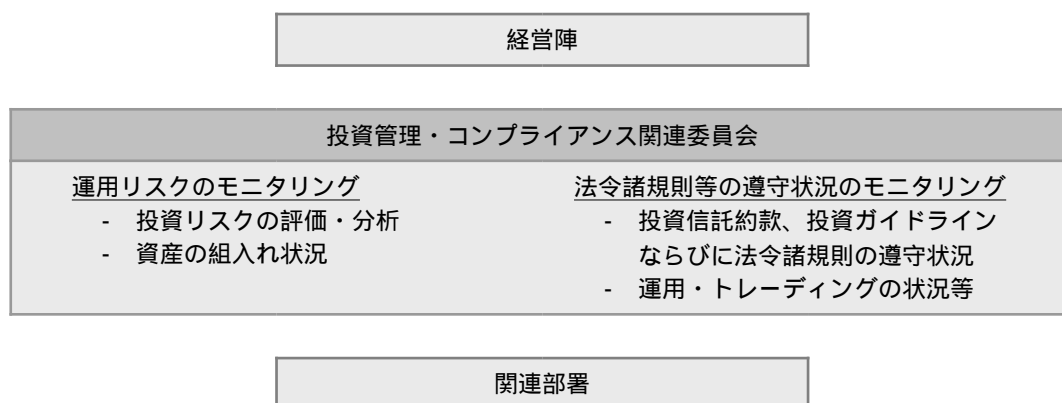 経営陣
投資管理・コンプライアンス関連委員会
運用リスクのモニタリング
- 投資リスクの評価・分析
- 資産の組入れ状況
法令諸規則等の遵守状況のモニタリング
- 投資信託約款、投資ガイドライン
ならびに法令諸規則の遵守状況
- 運用・トレーディングの状況等
関連部署